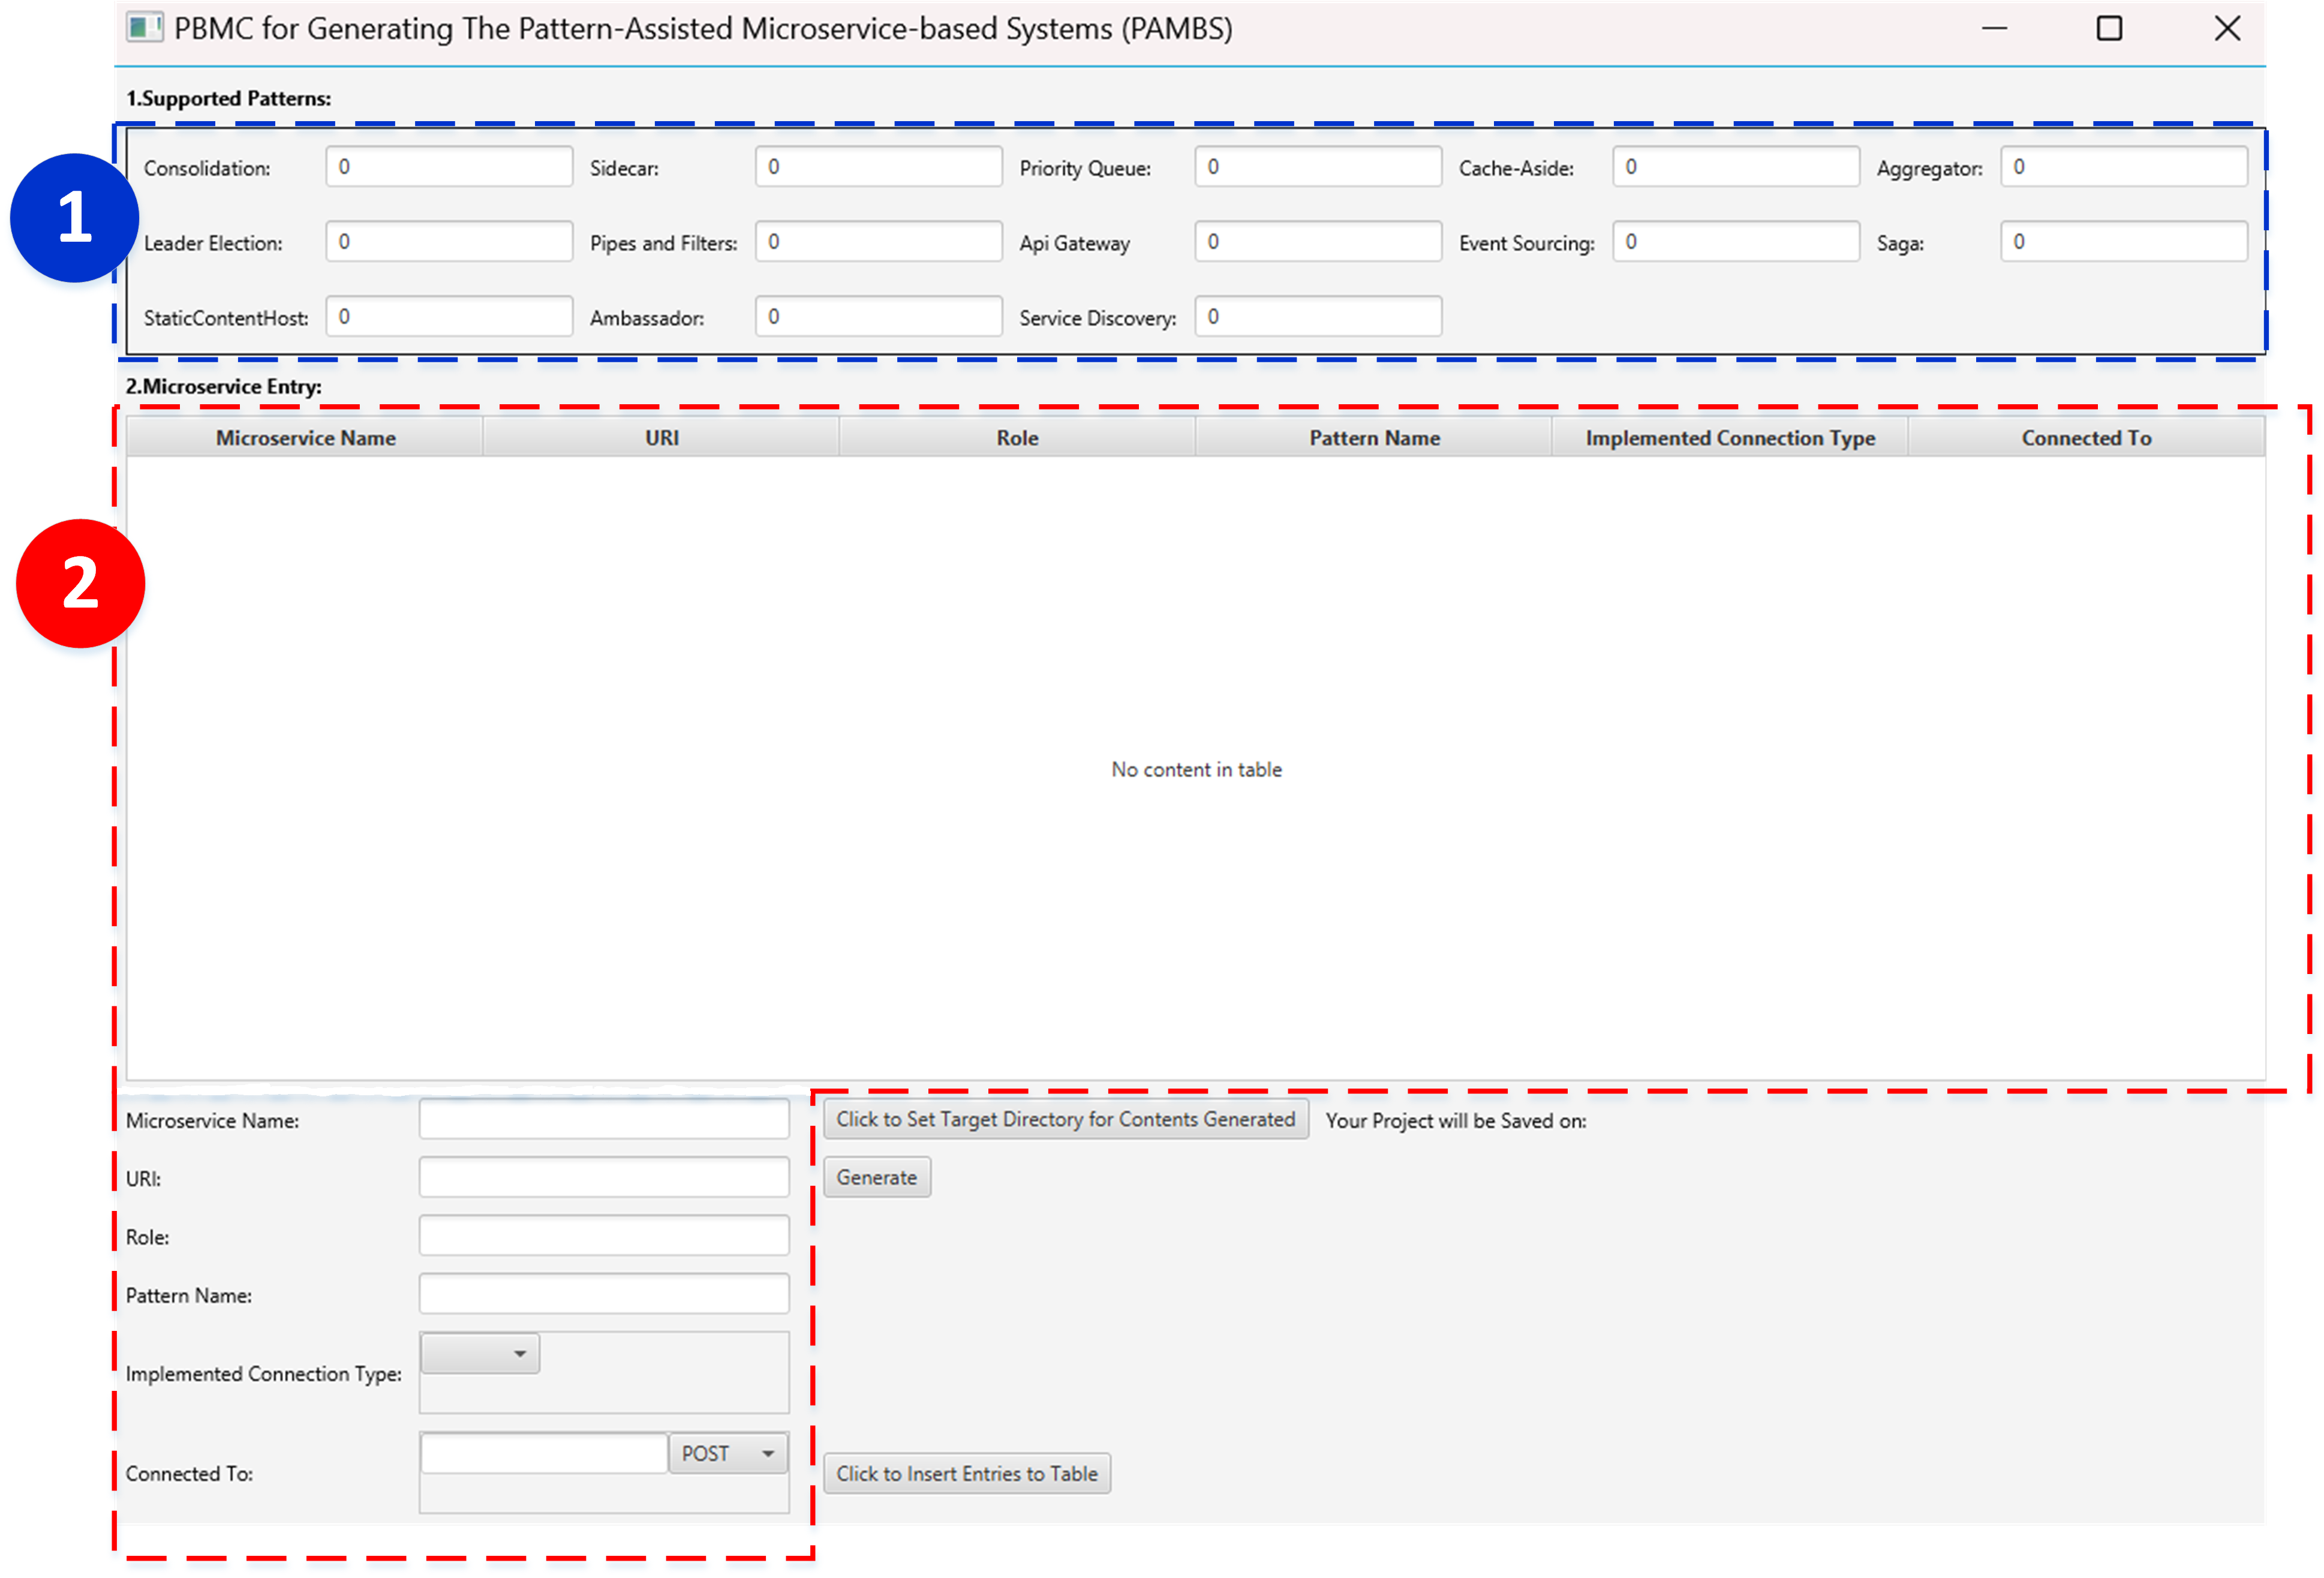 PBMC for Generating The Pattern-Assisted Microservice-based Systems (PAMBS)
1.Supported Patterns:
1
Consolidation: 0 Sidecar: 0 Priority Queue: 0 Cache-Aside: 0 Aggregator: 0
Leader Election: 0 Pipes and Filters: 0 Api Gateway 0 Event Sourcing: 0 Saga: 0
StaticContentHost: 0 Ambassador: 0 Service Discovery: 0
2.Microservice Entry:
Microservice Name URI Role Pattern Name Implemented Connection Type Connected To
2
No content in table
Microservice Name: Click to Set Target Directory for Contents Generated Your Project will be Saved on:
URI: Generate
Role:
Pattern Name:
Implemented Connection Type:
Connected To: POST Click to Insert Entries to Table